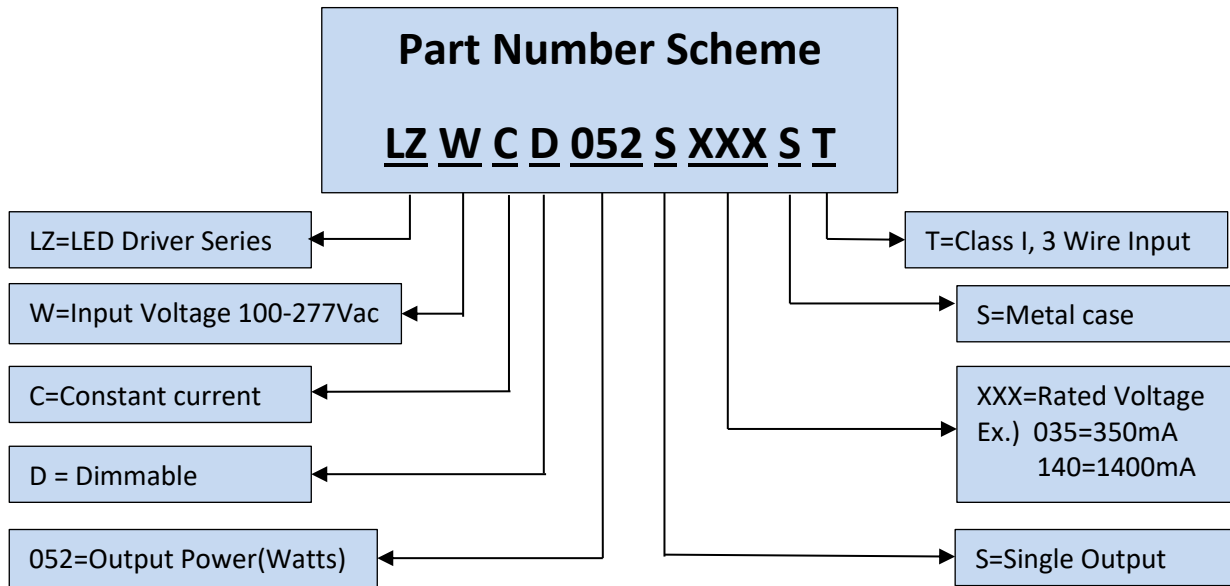 Part Number Scheme
LZ W C D 052 S XXX S T
LZ=LED Driver Series
W=Input Voltage 100-277Vac
C=Constant current
D = Dimmable
052=Output Power(Watts)
T=Class I, 3 Wire Input
S=Metal case
XXX=Rated Voltage
Ex.) 035=350mA
140=1400mA
S=Single Output